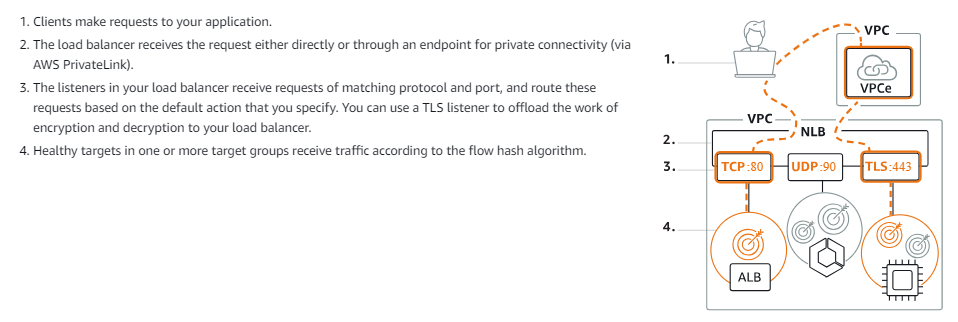 1. Clients make requests to your application.
2. The load balancer receives the request either directly or through an endpoint for private connectivity (via
AWS PrivateLink).
3. The listeners in your load balancer receive requests of matching protocol and port, and route these
requests based on the default action that you specify. You can use a TLS listener to offload the work of
encryption and decryption to your load balancer.
4. Healthy targets in one or more target groups receive traffic according to the flow hash algorithm.
VPC
1.
VPCe
VPC
NLB
2.
3.
TCP:80
UDP:90
TLS:443
4.
ALB